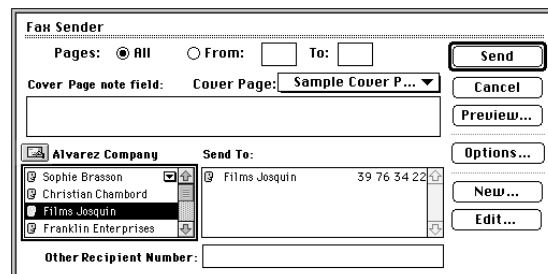 Fax Sender
Pages: All From: To:
Send
Cover Page note field: Cover Page: Sample Cover P...
Cancel
Preview...
Alvarez Company Send To:
Options...
Sophie Brasson Films Josquin 39 76 34 22
Christian Chambord
New...
Films Josquin
Franklin Enterprises
Edit...
Other Recipient Number: